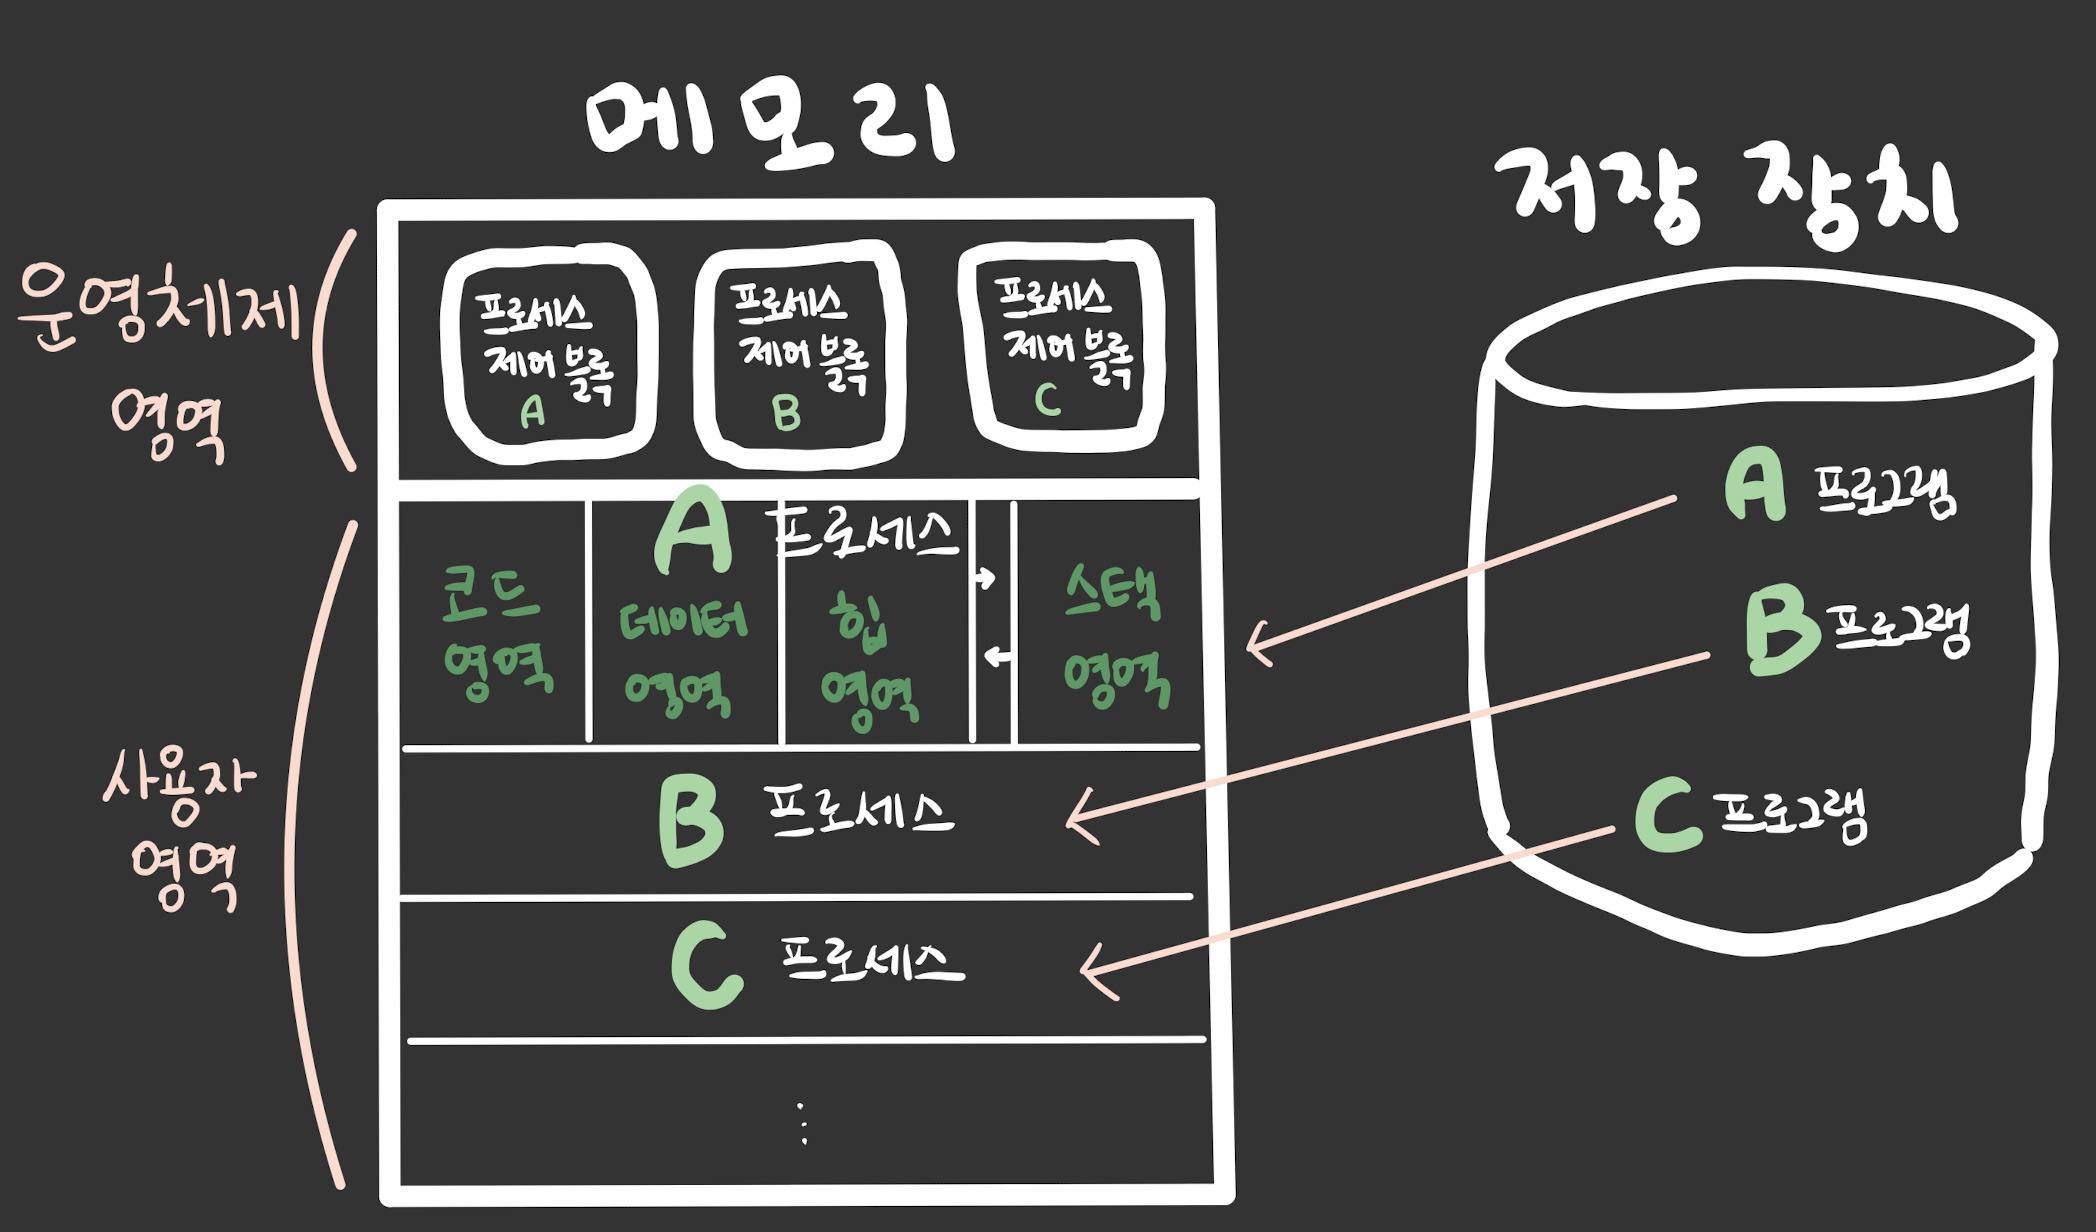 메모리
저장 장치
운영체제
영역
프로세스
제어 블록
A
프로세스
제어 블록
B
프로세스
제어 블록
C
사용자
영역
A 프로세스
코드
영역
데이터
영역
힙
영역
스택
영역
B 프로세스
C 프로세스
⋮
A 프로그램
B 프로그램
C 프로그램